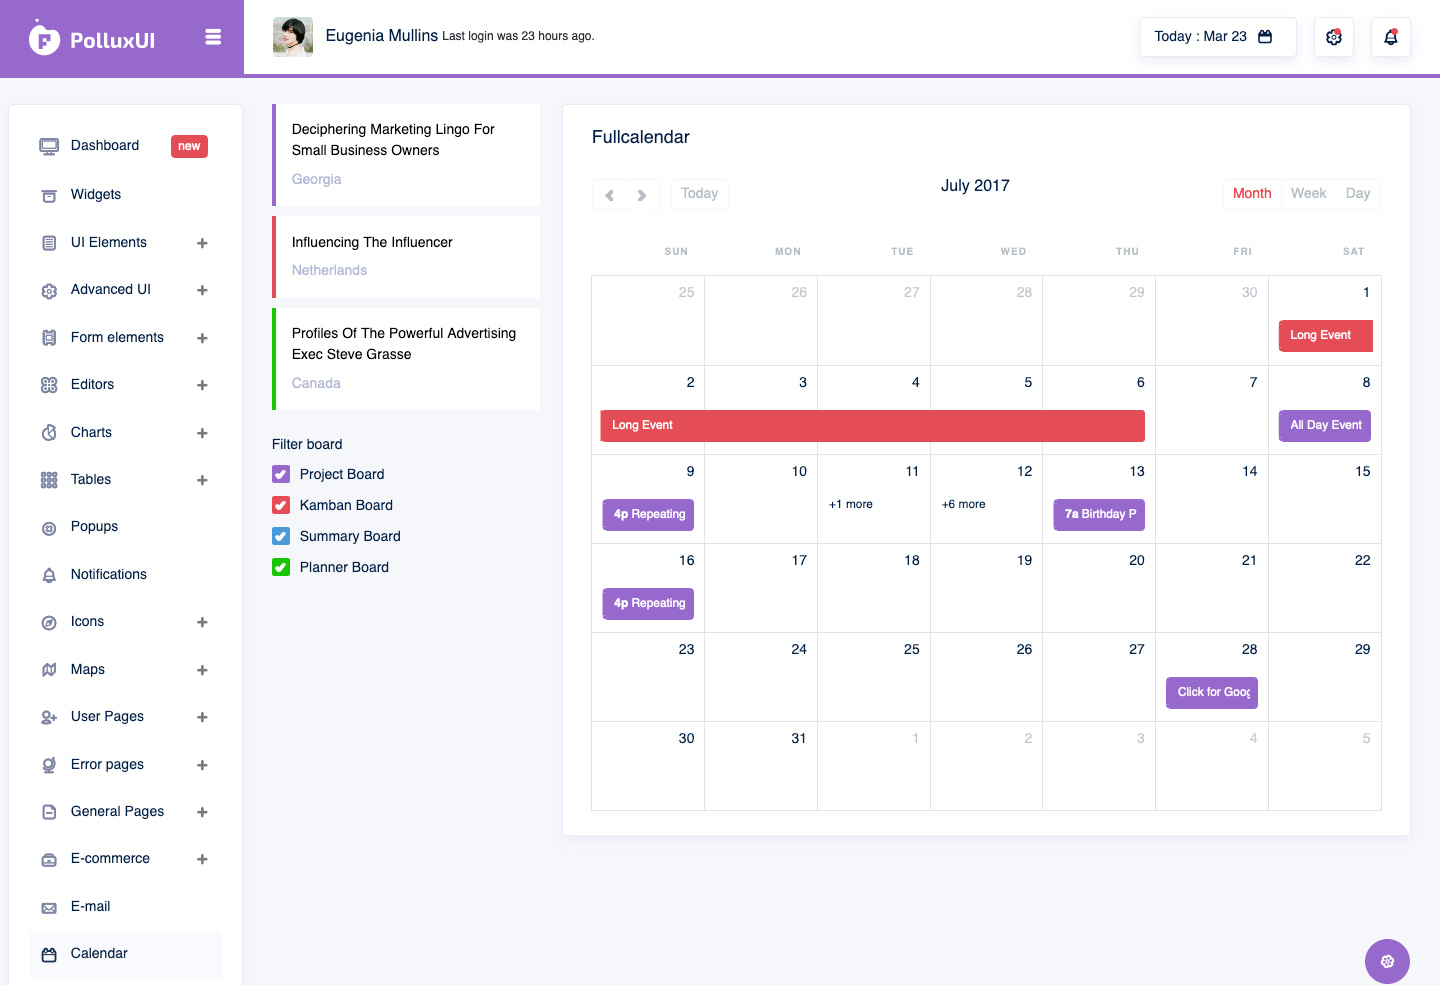 PolluxUI
Eugenia Mullins Last login was 23 hours ago.
Today : Mar 23
Dashboard new
Widgets
UI Elements
Advanced UI
Form elements
Editors
Charts
Tables
Popups
Notifications
Icons
Maps
User Pages
Error pages
General Pages
E-commerce
E-mail
Calendar
Deciphering Marketing Lingo For
Small Business Owners
Georgia
Influencing The Influencer
Netherlands
Profiles Of The Powerful Advertising
Exec Steve Grasse
Canada
Filter board
Project Board
Kamban Board
Summary Board
Planner Board
Fullcalendar
Today
July 2017
Month Week Day
SUN MON TUE WED THU FRI SAT
25 26 27 28 29 30 1
Long Event
2 3 4 5 6 7 8
Long Event All Day Event
9 10 11 12 13 14 15
4p Repeating +1 more +6 more 7a Birthday P
16 17 18 19 20 21 22
4p Repeating
23 24 25 26 27 28 29
Click for Goog
30 31 1 2 3 4 5